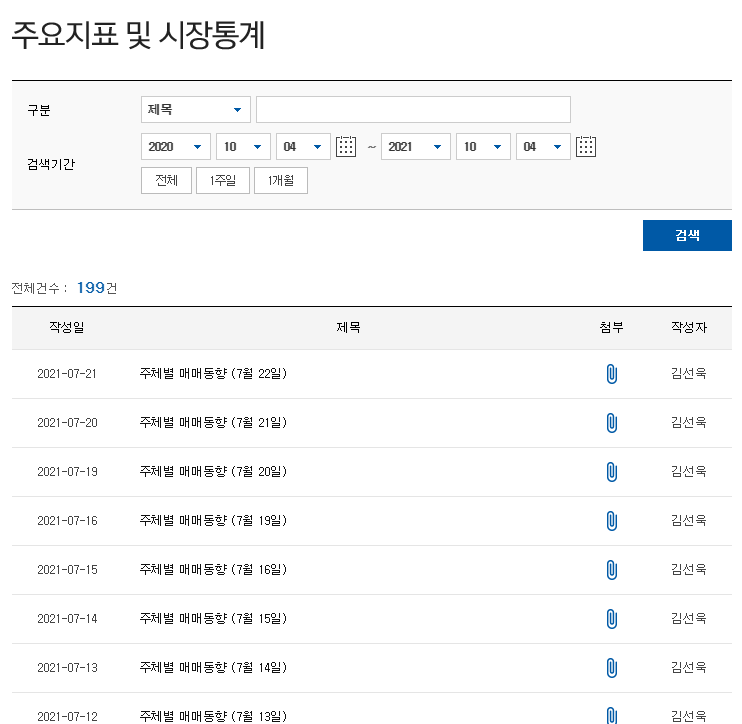 주요지표 및 시장통계
구분 제목
검색기간 2020 10 04 ~ 2021 10 04
전체 1주일 1개월
검색
전체건수 : 199건
작성일 제목 첨부 작성자
2021-07-21 주체별 매매동향 (7월 22일) 김선욱
2021-07-20 주체별 매매동향 (7월 21일) 김선욱
2021-07-19 주체별 매매동향 (7월 20일) 김선욱
2021-07-16 주체별 매매동향 (7월 19일) 김선욱
2021-07-15 주체별 매매동향 (7월 16일) 김선욱
2021-07-14 주체별 매매동향 (7월 15일) 김선욱
2021-07-13 주체별 매매동향 (7월 14일) 김선욱
2021-07-12 주체별 매매동향 (7월 13일) 김선욱